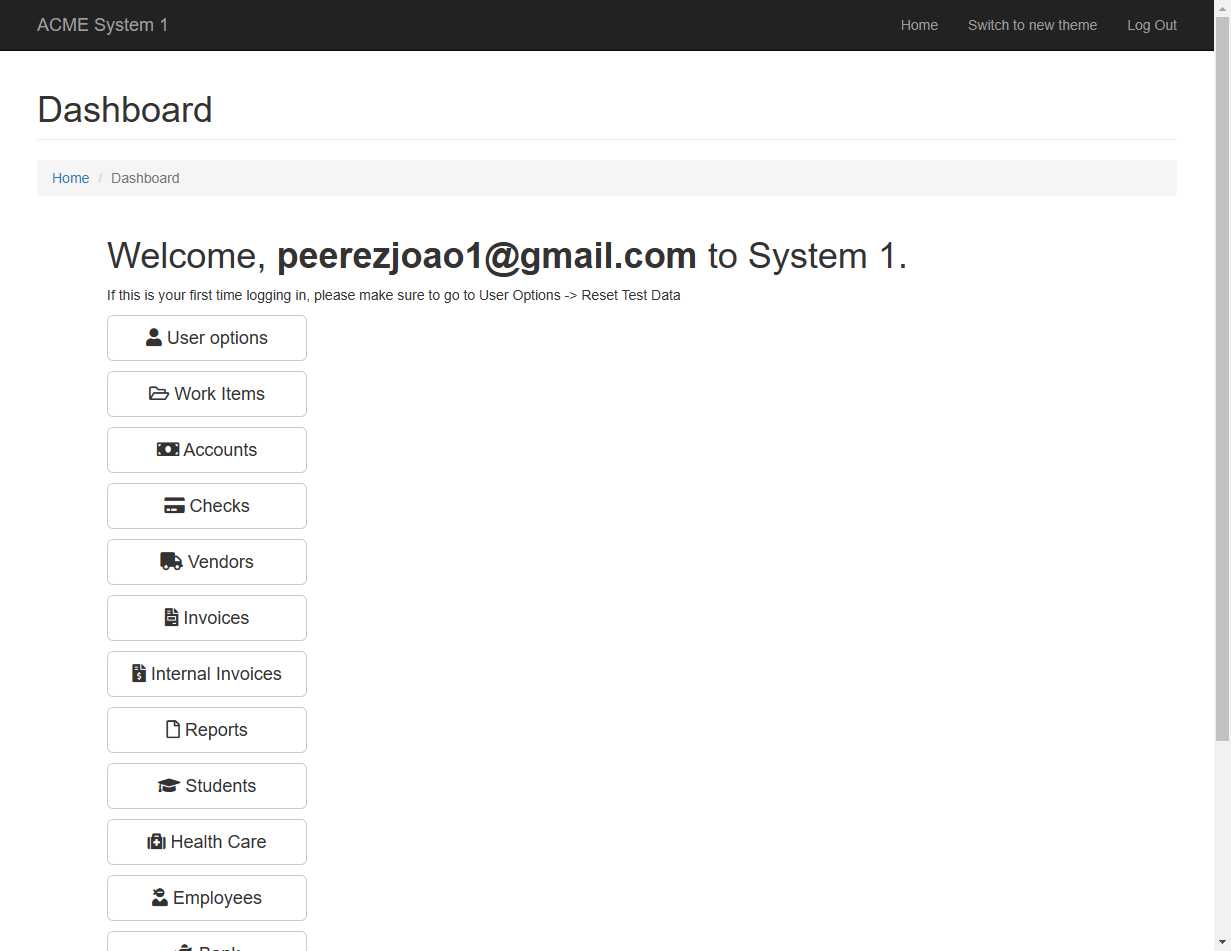 ACME System 1
Home
Switch to new theme
Log Out
Dashboard
Home / Dashboard
Welcome, peerezjoao1@gmail.com to System 1.
If this is your first time logging in, please make sure to go to User Options -> Reset Test Data
User options
Work Items
Accounts
Checks
Vendors
Invoices
Internal Invoices
Reports
Students
Health Care
Employees
Bank